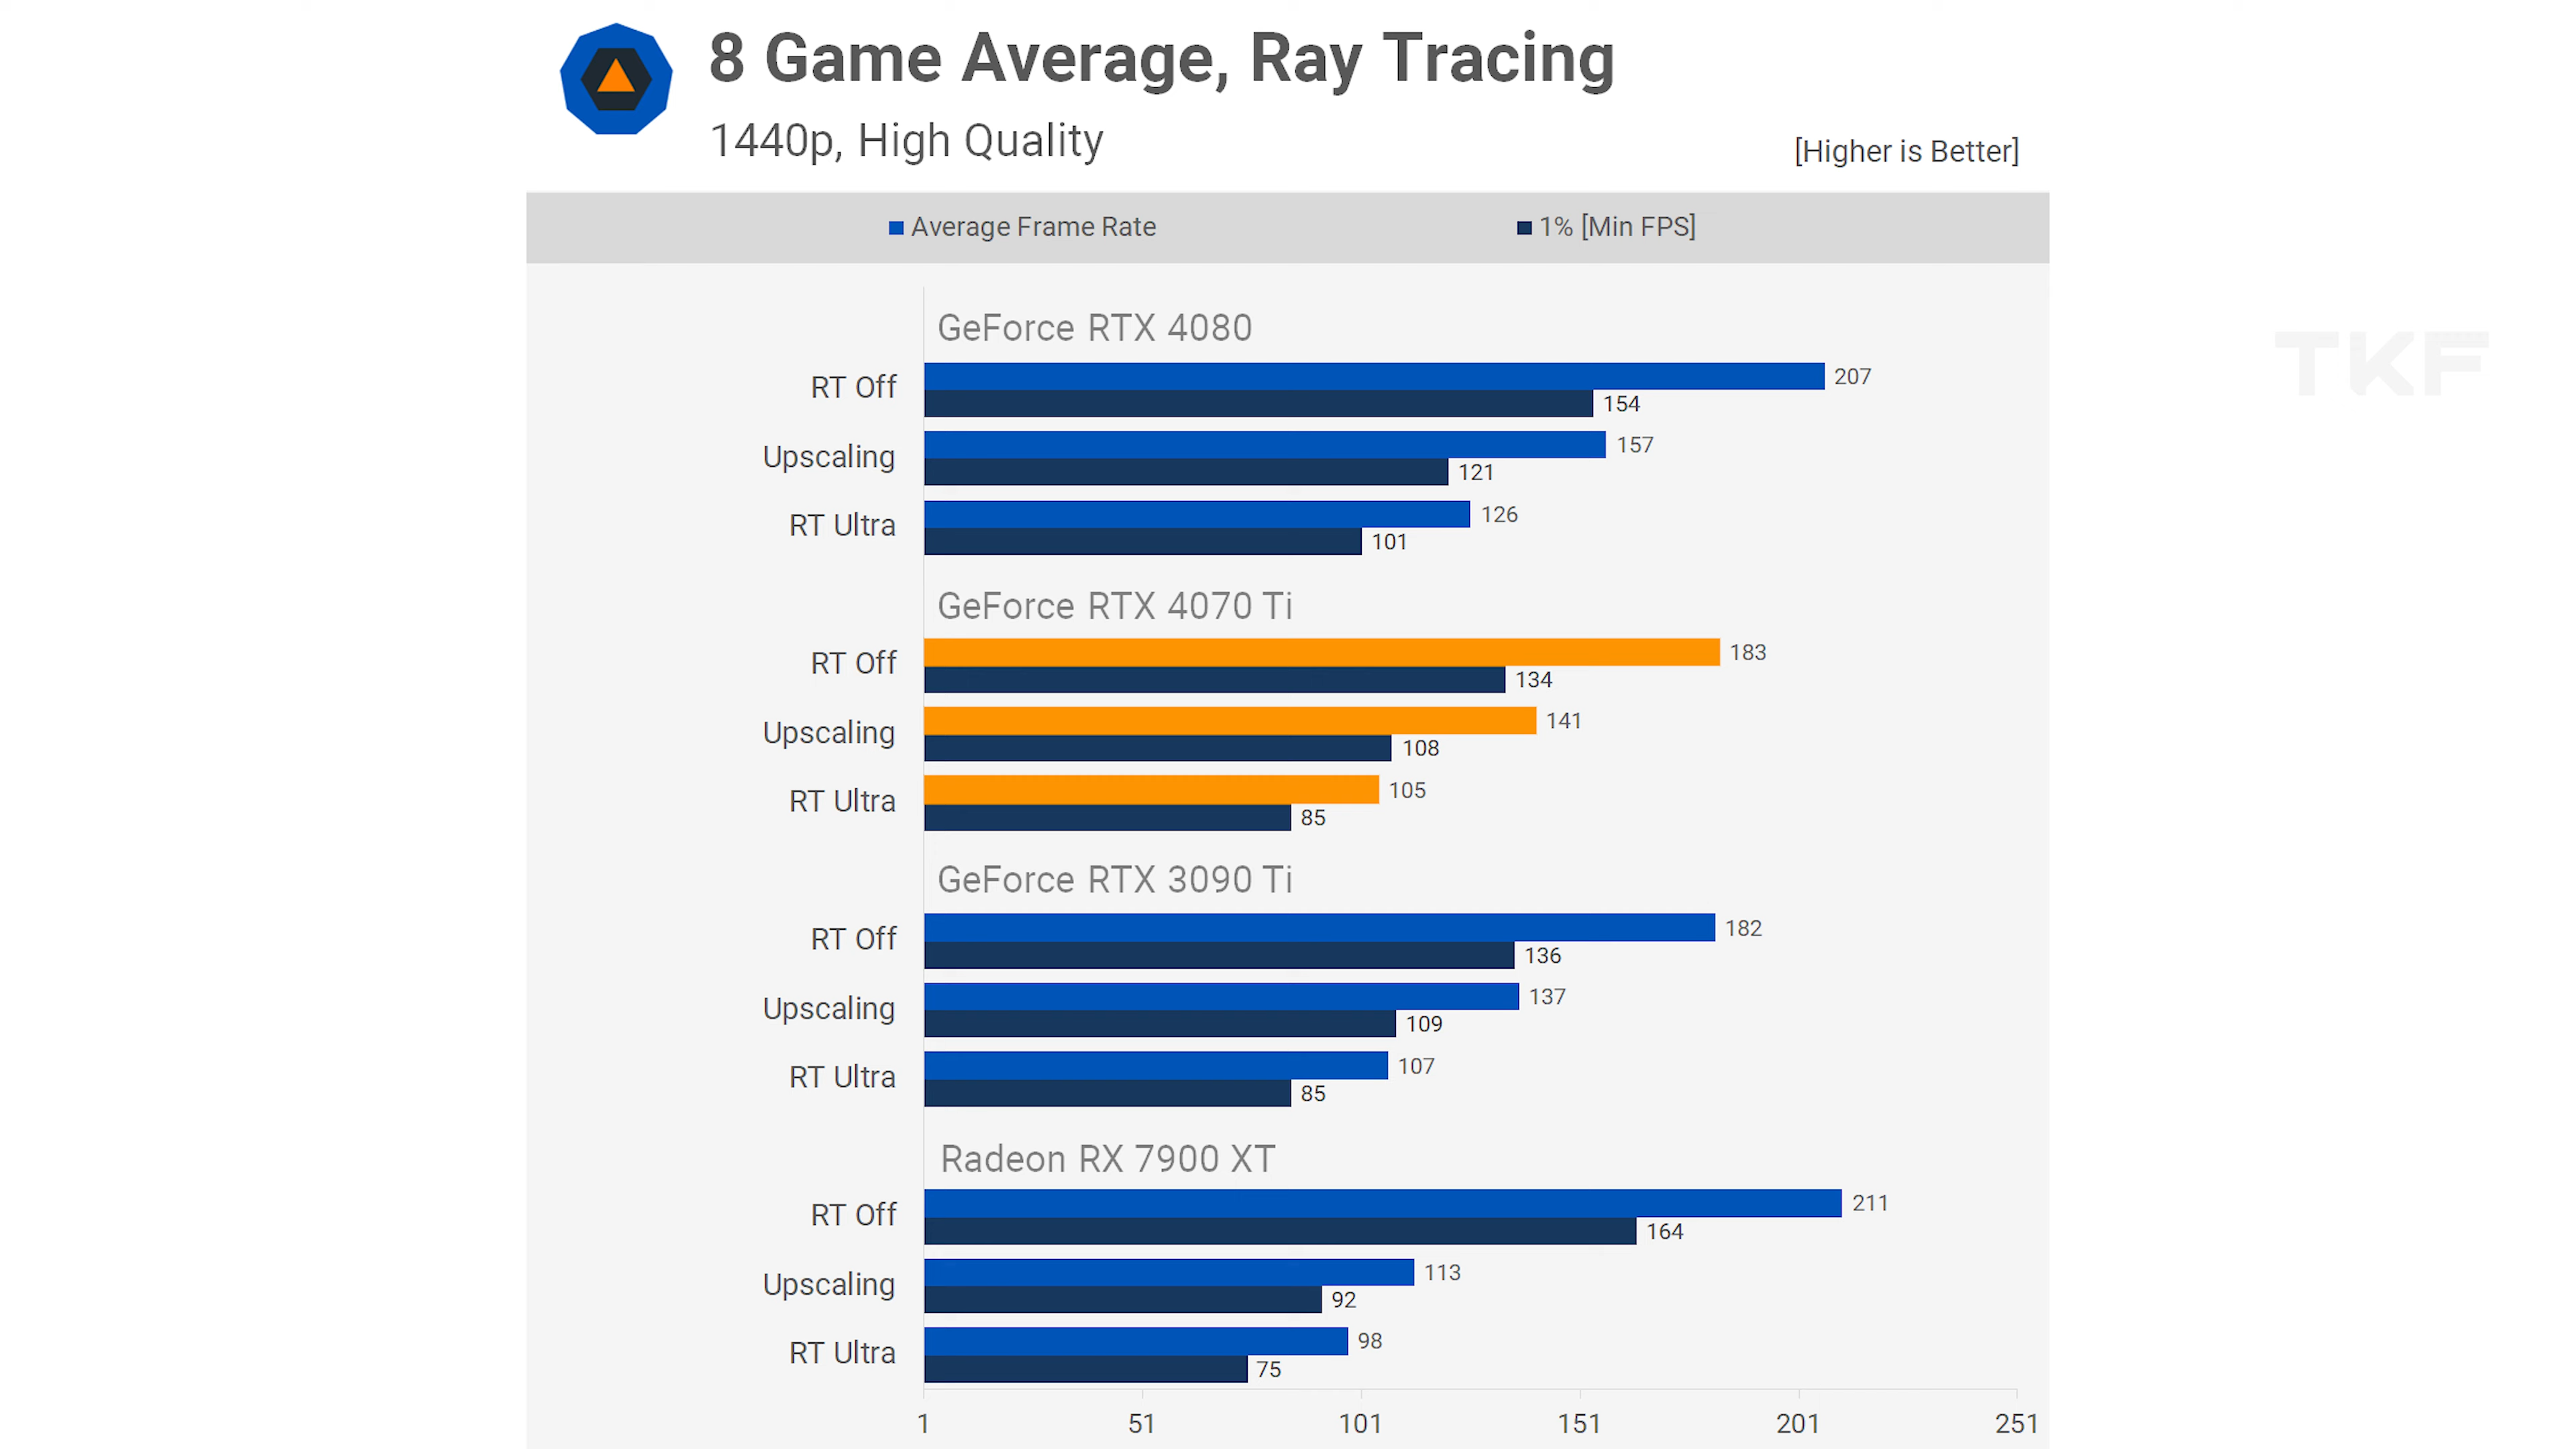 8 Game Average, Ray Tracing
1440p, High Quality
[Higher is Better]
Average Frame Rate
1% [Min FPS]
TKF
GeForce RTX 4080
RT Off 207
154
Upscaling 157
121
RT Ultra 126
101
GeForce RTX 4070 Ti
RT Off 183
134
Upscaling 141
108
RT Ultra 105
85
GeForce RTX 3090 Ti
RT Off 182
136
Upscaling 137
109
RT Ultra 107
85
Radeon RX 7900 XT
RT Off 211
164
Upscaling 113
92
RT Ultra 98
75
1 51 101 151 201 251